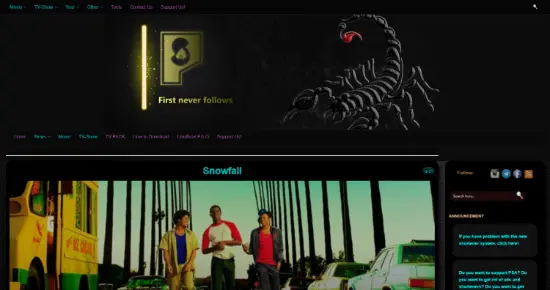 Movie TV-Show Year Other Tools Contact Us Support Us!
First never follows
Home Movie TV-Show TV PACK How to Download Support Us!
Snowfall
Follow:
Search here..
ANNOUNCEMENT
If you have problem with the new
shortener system, click here!
Do you want to support PSA? Do
you want to get rid of ads and
shorteners? Do you want to get